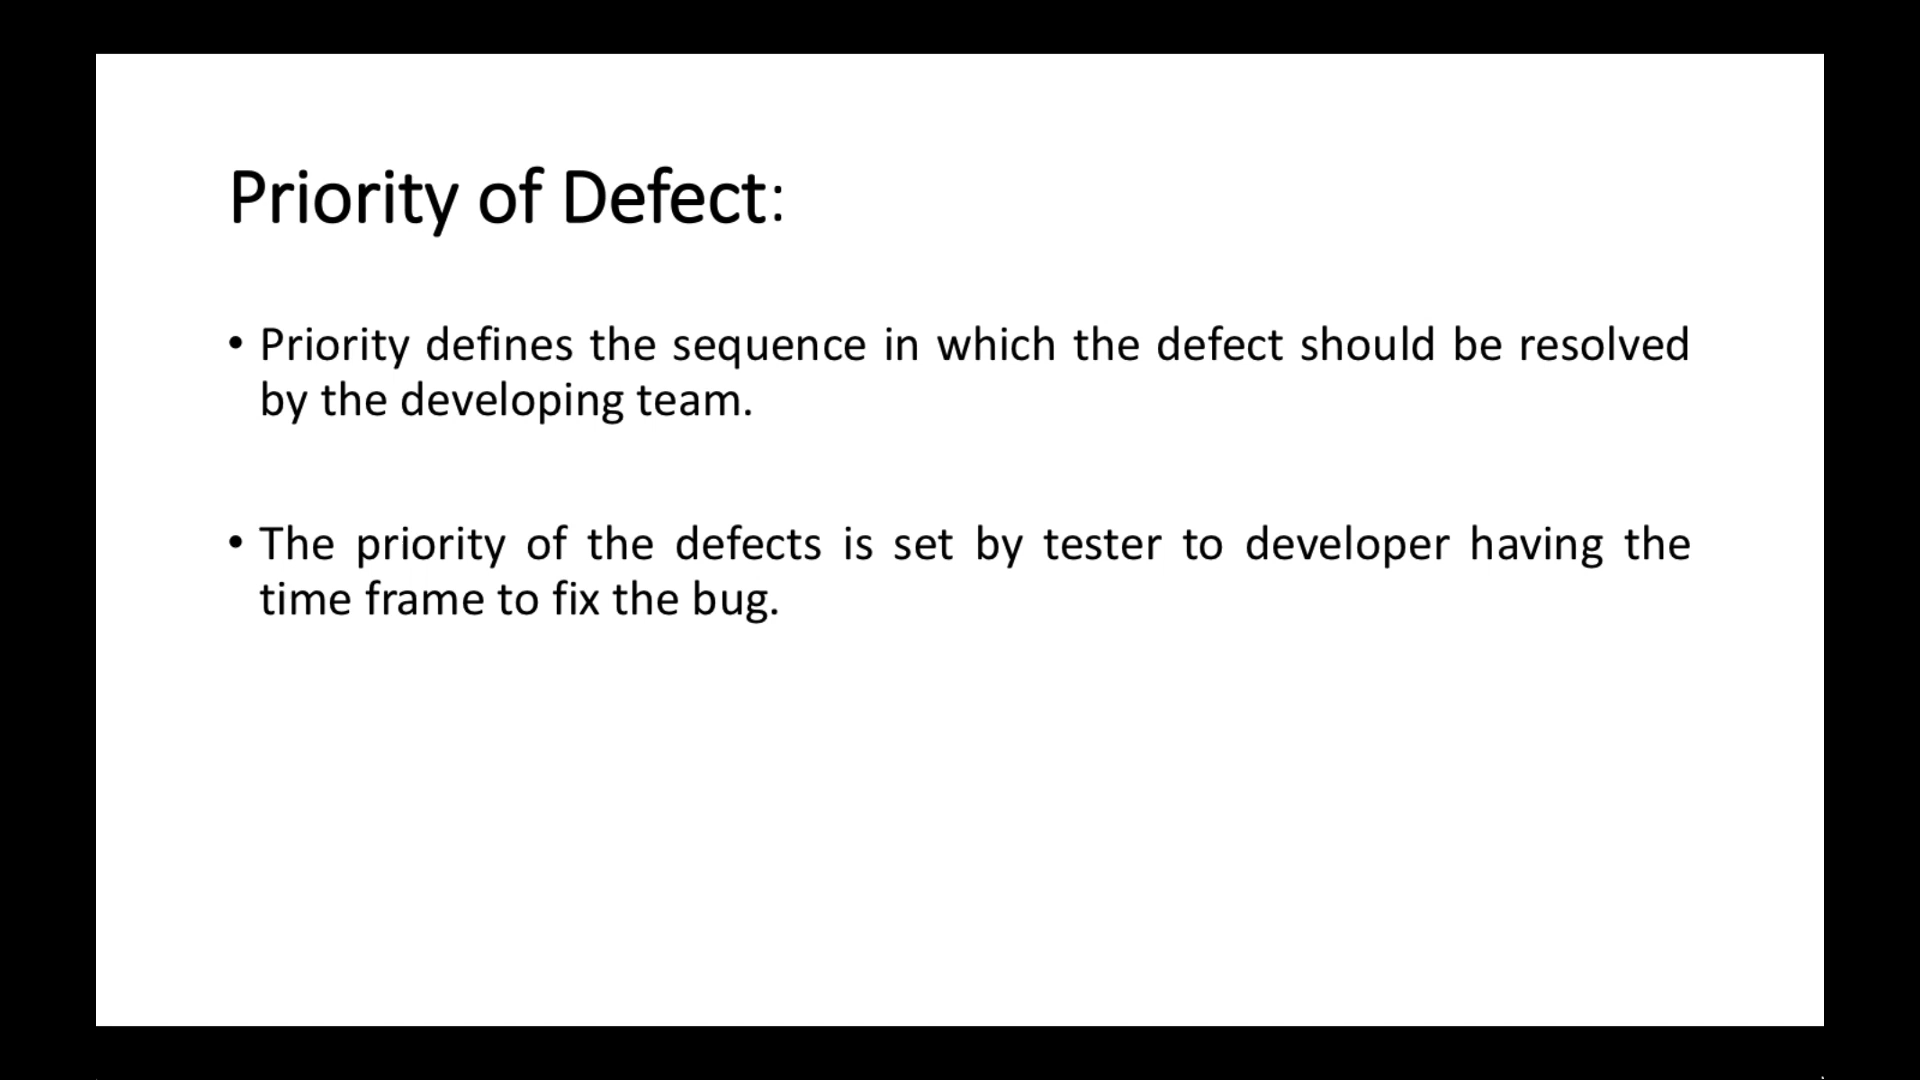 Priority of Defect:
• Priority defines the sequence in which the defect should be resolved
by the developing team.
• The priority of the defects is set by tester to developer having the
time frame to fix the bug.